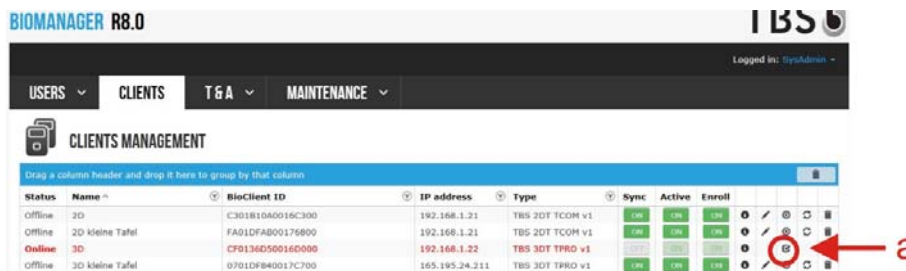 BIOMANAGER R8.0
TBS
Logged in: SysAdmin
USERS CLIENTS T & A MAINTENANCE
CLIENTS MANAGEMENT
Drag a column header and drop it here to group by that column
Status Name BioClient ID IP address Type Sync Active Enroll
Offline 2D C301B10A0016C300 192.168.1.21 TBS 2DT TCOM v1 ON ON ON
Offline 2D kleine Tafel FA01DFAB00176800 192.168.1.21 TBS 2DT TCOM v1 ON ON ON
Online 3D CF0136D50016D000 192.168.1.22 TBS 3DT TPRO v1 OFF ON ON
a
Offline 3D kleine Tafel 0701DFB40017C700 165.195.24.211 TBS 3DT TPRO v1 ON ON ON